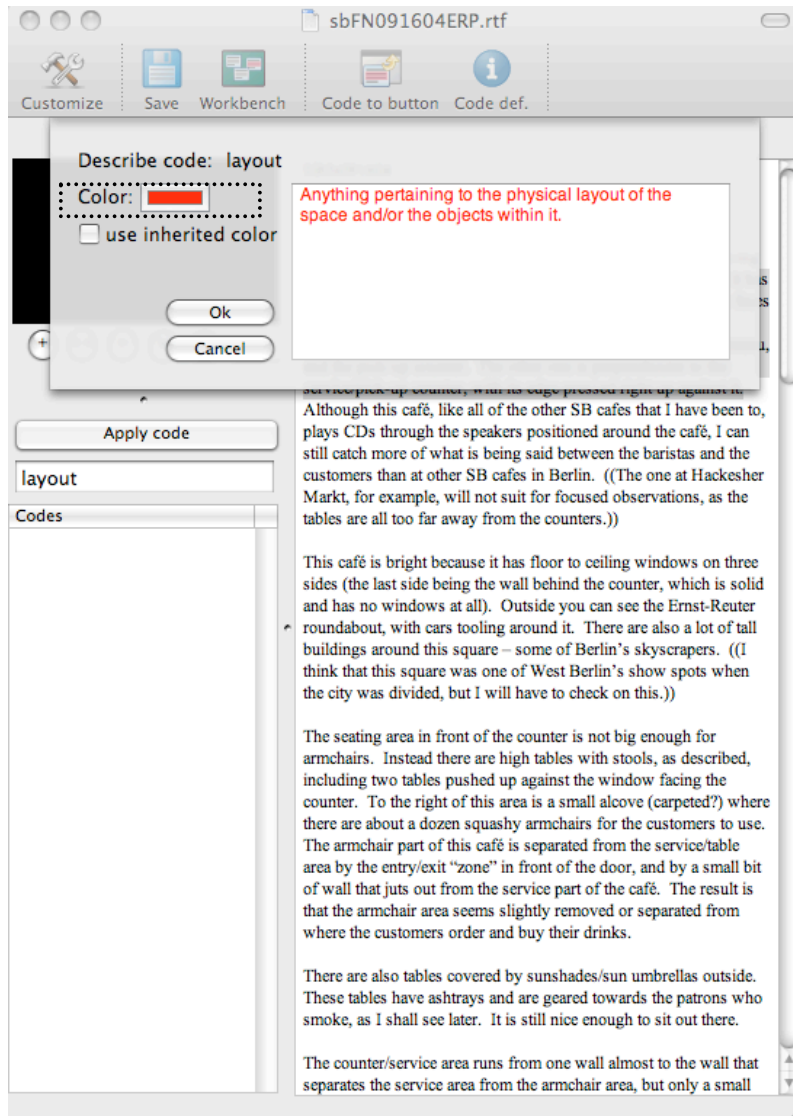 sbFN091604ERP.rtf
Customize Save Workbench Code to button Code def.
Describe code: layout
Color:
use inherited color
Ok
Cancel
Anything pertaining to the physical layout of the
space and/or the objects within it.
Apply code
layout
Codes
service/pick-up counter, with its edge pressed right up against it.
Although this café, like all of the other SB cafes that I have been to,
plays CDs through the speakers positioned around the café, I can
still catch more of what is being said between the baristas and the
customers than at other SB cafes in Berlin. ((The one at Hackesher
Markt, for example, will not suit for focused observations, as the
tables are all too far away from the counters.))
This café is bright because it has floor to ceiling windows on three
sides (the last side being the wall behind the counter, which is solid
and has no windows at all). Outside you can see the Ernst-Reuter
roundabout, with cars tooling around it. There are also a lot of tall
buildings around this square – some of Berlin’s skyscrapers. ((I
think that this square was one of West Berlin’s show spots when
the city was divided, but I will have to check on this.))
The seating area in front of the counter is not big enough for
armchairs. Instead there are high tables with stools, as described,
including two tables pushed up against the window facing the
counter. To the right of this area is a small alcove (carpeted?) where
there are about a dozen squashy armchairs for the customers to use.
The armchair part of this café is separated from the service/table
area by the entry/exit “zone” in front of the door, and by a small bit
of wall that juts out from the service part of the café. The result is
that the armchair area seems slightly removed or separated from
where the customers order and buy their drinks.
There are also tables covered by sunshades/sun umbrellas outside.
These tables have ashtrays and are geared towards the patrons who
smoke, as I shall see later. It is still nice enough to sit out there.
The counter/service area runs from one wall almost to the wall that
separates the service area from the armchair area, but only a small